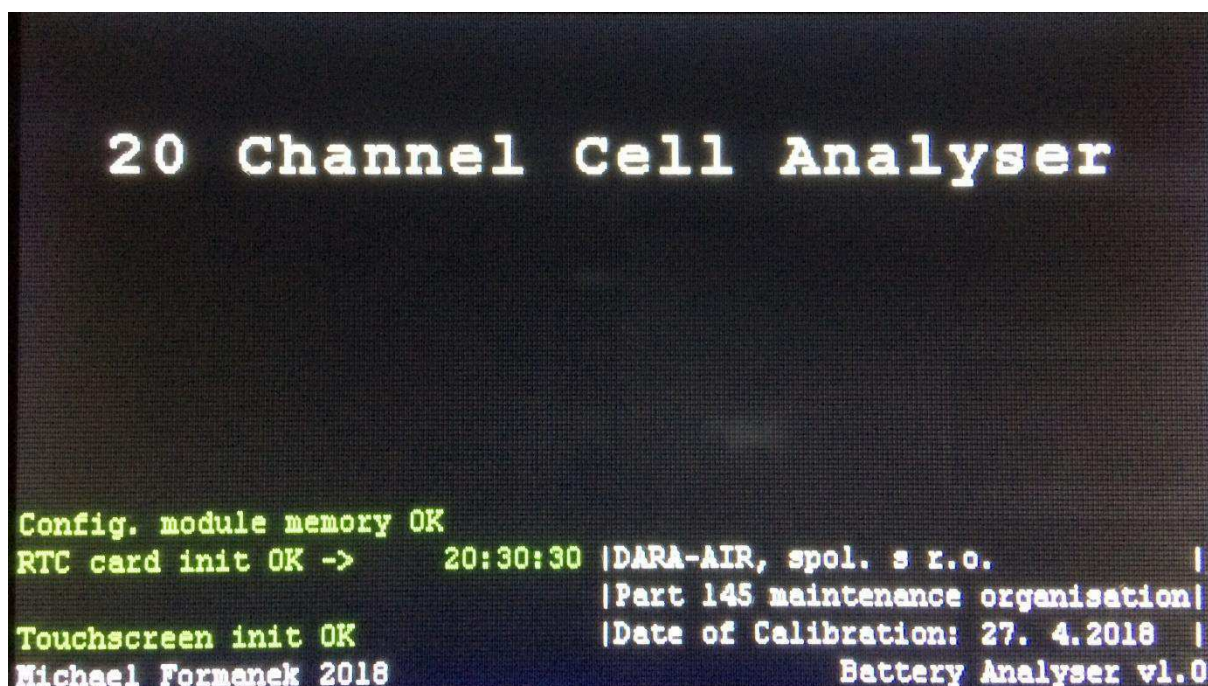 20 Channel Cell Analyser
Config. module memory OK
RTC card init OK -> 20:30:30 |DARA-AIR, spol. s r.o. |
|Part 145 maintenance organisation|
Touchscreen init OK |Date of Calibration: 27. 4.2018 |
Michael Formanek 2018 Battery Analyser v1.0